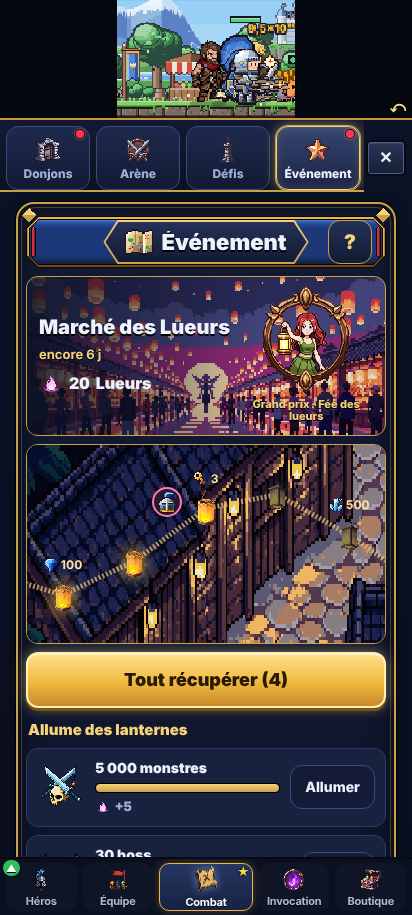 9,5*10
Donjons
Arène
Défis
Événement
×
Événement
?
Marché des Lueurs
encore 6 j
20 Lueurs
Grand prix : Fée des
lueurs
3
500
100
Tout récupérer (4)
Allume des lanternes
5 000 monstres
Allumer
+5
30 boss
Héros
Équipe
Combat
Invocation
Boutique